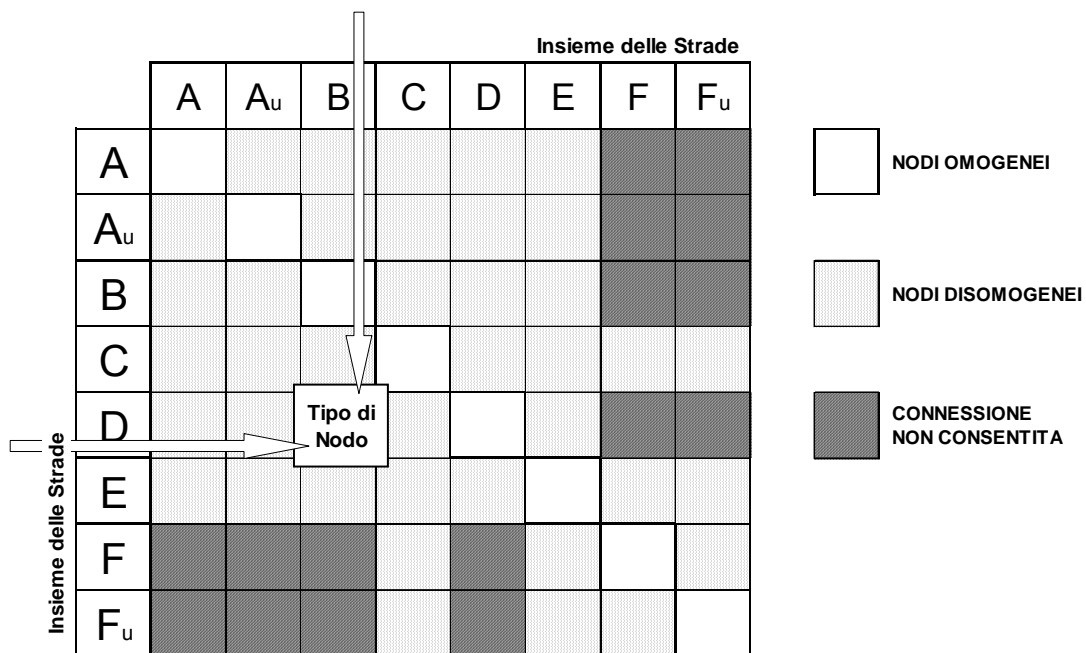 Insieme delle Strade
A Au B C D E F Fu
A
Au
B
C
D
E
F
Fu
Insieme delle Strade
Tipo di
Nodo
NODI OMOGENEI
NODI DISOMOGENEI
CONNESSIONE
NON CONSENTITA